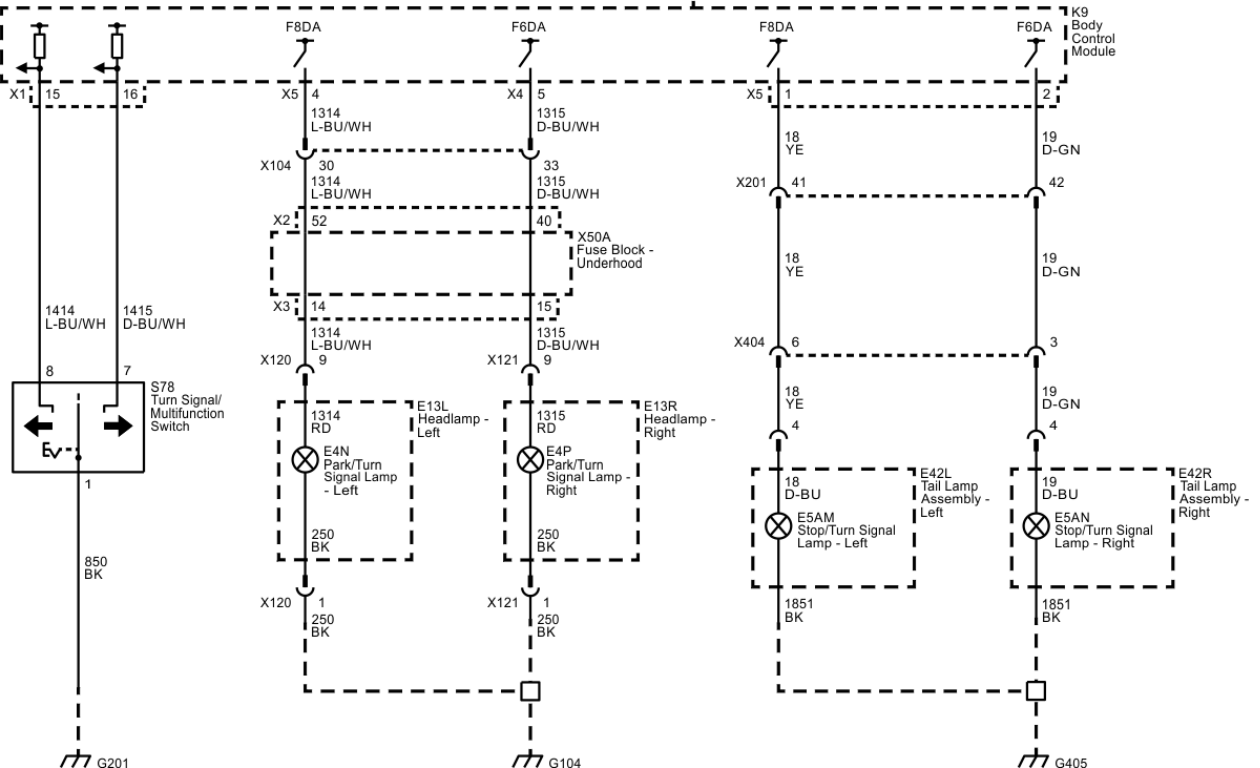 F8DA
F6DA
F8DA
F6DA
K9
Body
Control
Module
X1
15
16
X5
4
X4
5
X5
1
2
1314
L-BU/WH
1315
D-BU/WH
18
YE
19
D-GN
X104
30
33
1314
L-BU/WH
1315
D-BU/WH
X201
41
42
X2
52
40
X50A
Fuse Block -
Underhood
18
YE
19
D-GN
X3
14
15
1414
L-BU/WH
1415
D-BU/WH
1314
L-BU/WH
1315
D-BU/WH
X120
9
X121
9
X404
6
3
8
7
S78
Turn Signal/
Multifunction
Switch
1
18
YE
19
D-GN
4
4
E13L
Headlamp -
Left
1314
RD
E4N
Park/Turn
Signal Lamp
- Left
250
BK
E13R
Headlamp -
Right
1315
RD
E4P
Park/Turn
Signal Lamp -
Right
250
BK
E42L
Tail Lamp
Assembly -
Left
18
D-BU
E5AM
Stop/Turn Signal
Lamp - Left
E42R
Tail Lamp
Assembly -
Right
19
D-BU
E5AN
Stop/Turn Signal
Lamp - Right
850
BK
X120
1
250
BK
X121
1
250
BK
1851
BK
1851
BK
G201
G104
G405